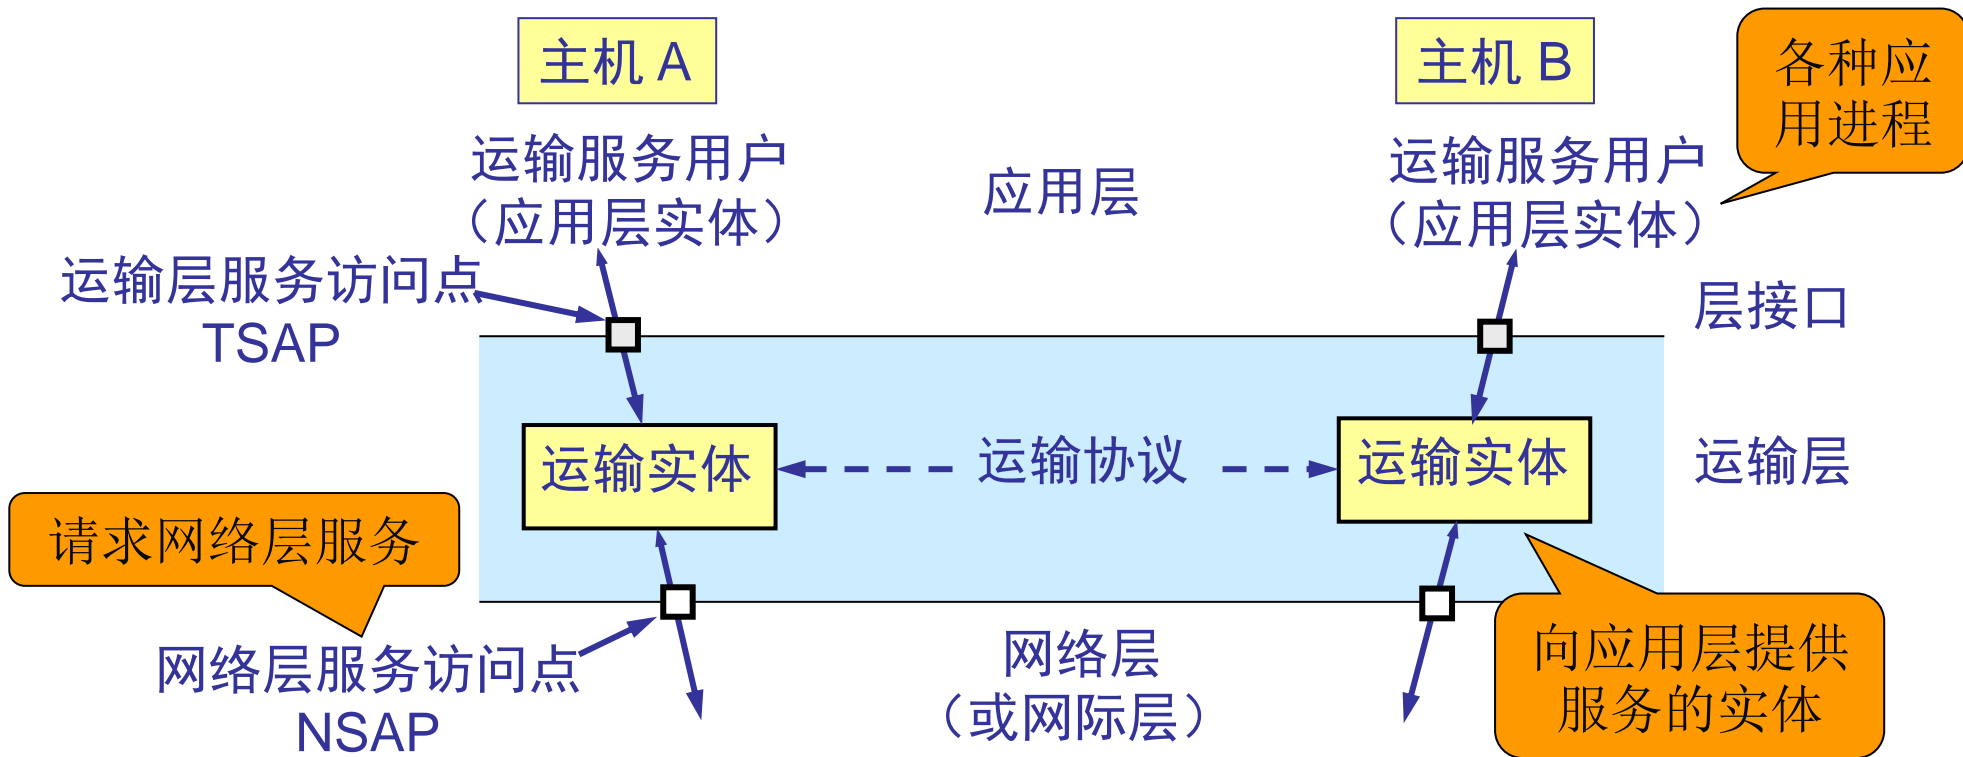 主机 A
主机 B
各种应
用进程
运输服务用户
（应用层实体）
应用层
运输服务用户
（应用层实体）
运输层服务访问点
TSAP
层接口
运输实体
运输协议
运输实体
运输层
请求网络层服务
网络层服务访问点
NSAP
网络层
（或网际层）
向应用层提供
服务的实体